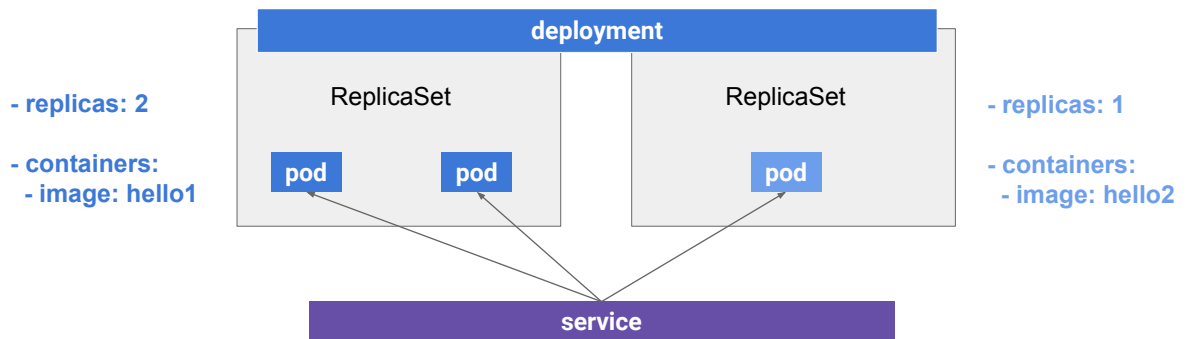 deployment
ReplicaSet
ReplicaSet
- replicas: 2
- replicas: 1
- containers:
- image: hello1
- containers:
- image: hello2
pod
pod
pod
service